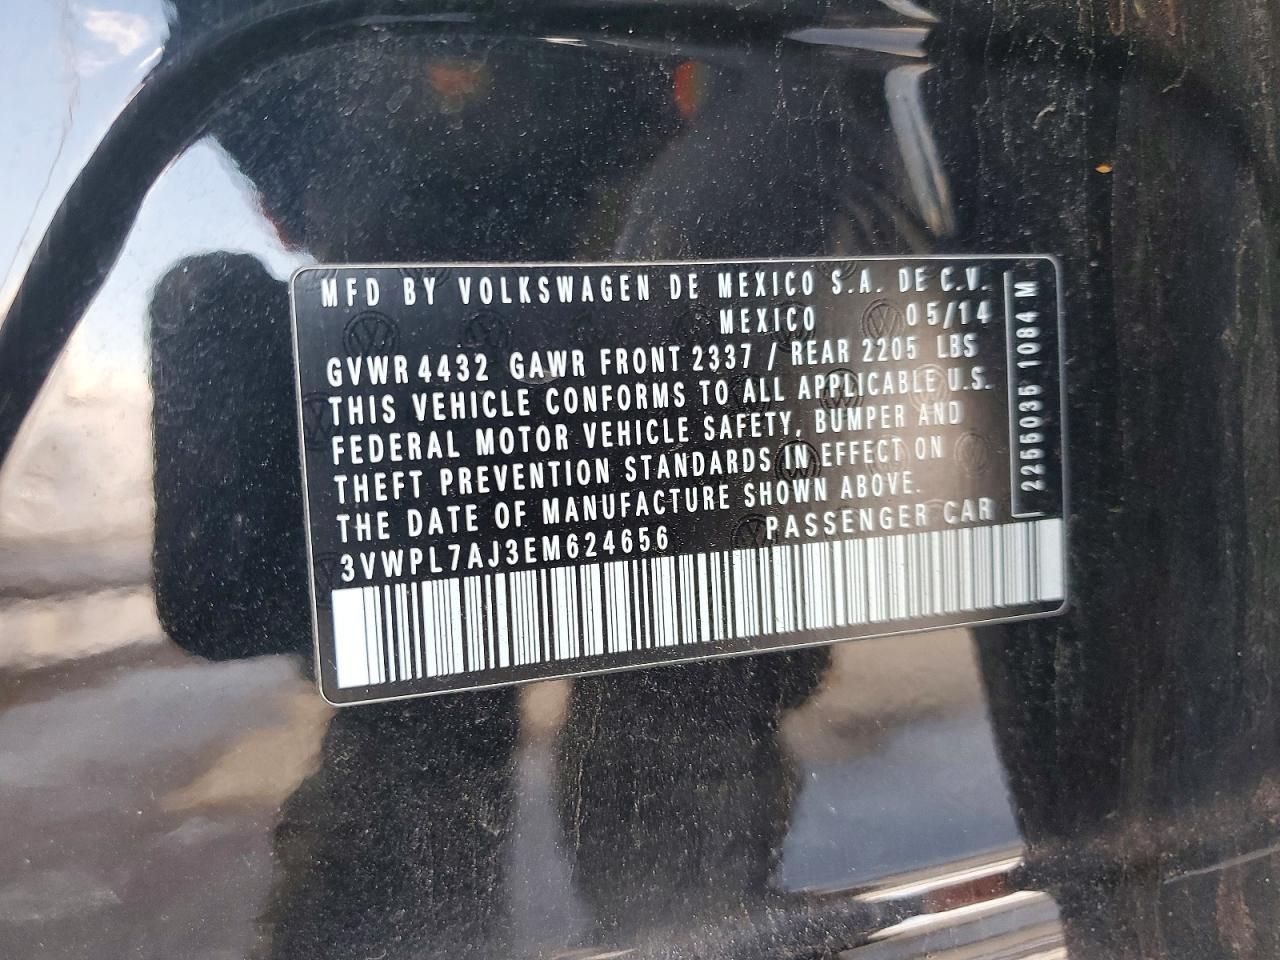 MFD BY VOLKSWAGEN DE MEXICO S.A. DE C.V.
MEXICO 05/14
GVWR 4432 GAWR FRONT 2337 / REAR 2205 LBS
THIS VEHICLE CONFORMS TO ALL APPLICABLE U.S.
FEDERAL MOTOR VEHICLE SAFETY, BUMPER AND
THEFT PREVENTION STANDARDS IN EFFECT ON
THE DATE OF MANUFACTURE SHOWN ABOVE.
3VWPL7AJ3EM624656 PASSENGER CAR
2255035 1084 M